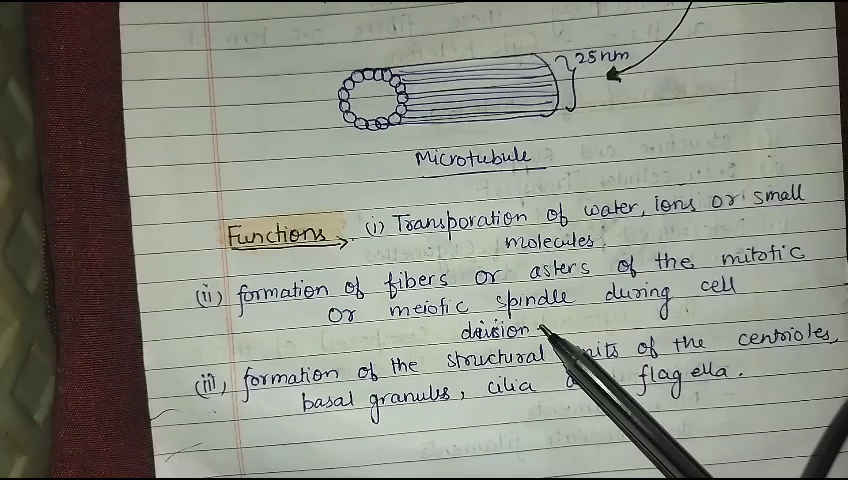 25nm
Microtubule
Functions (i) Transporation of water, ions or small
molecules
(ii) formation of fibers or asters of the mitotic
or meiotic spindle during cell
division
(iii) formation of the structural of the centrioles,
basal granules, cilia flagella.